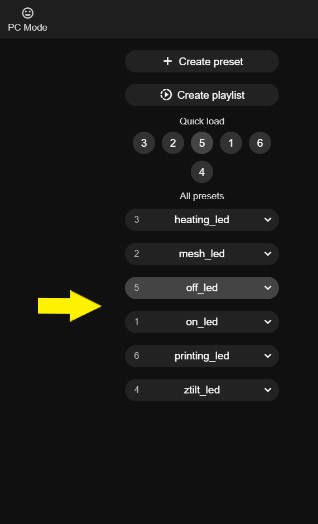 PC Mode
+ Create preset
Create playlist
Quick load
3 2 5 1 6
4
All presets
3 heating_led
2 mesh_led
5 off_led
1 on_led
6 printing_led
4 ztilt_led